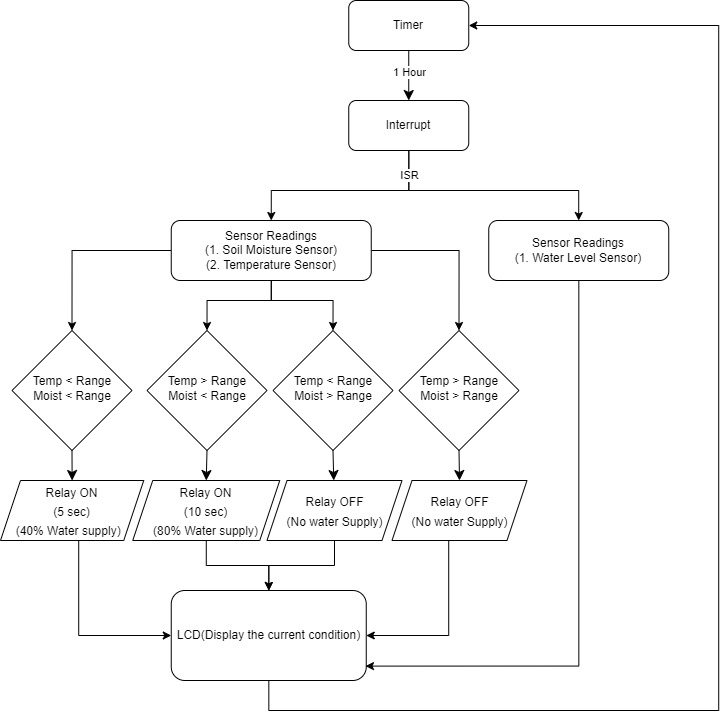 Timer
1 Hour
Interrupt
ISR
Sensor Readings
(1. Soil Moisture Sensor)
(2. Temperature Sensor)
Sensor Readings
(1. Water Level Sensor)
Temp < Range
Moist < Range
Temp > Range
Moist < Range
Temp < Range
Moist > Range
Temp > Range
Moist > Range
Relay ON
(5 sec)
(40% Water supply)
Relay ON
(10 sec)
(80% Water supply)
Relay OFF
(No water Supply)
Relay OFF
(No water Supply)
LCD(Display the current condition)